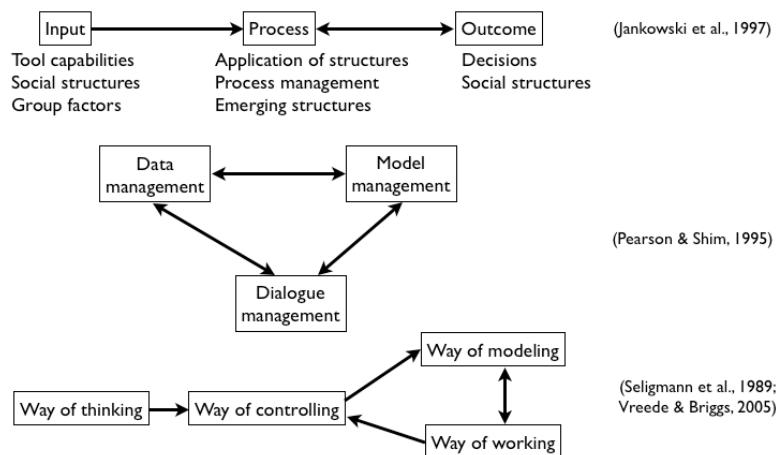 Input
Process
Outcome
(Jankowski et al., 1997)
Tool capabilities
Social structures
Group factors
Application of structures
Process management
Emerging structures
Decisions
Social structures
Data
management
Model
management
(Pearson & Shim, 1995)
Dialogue
management
Way of modeling
Way of thinking
Way of controlling
Way of working
(Seligmann et al., 1989;
Vreede & Briggs, 2005)